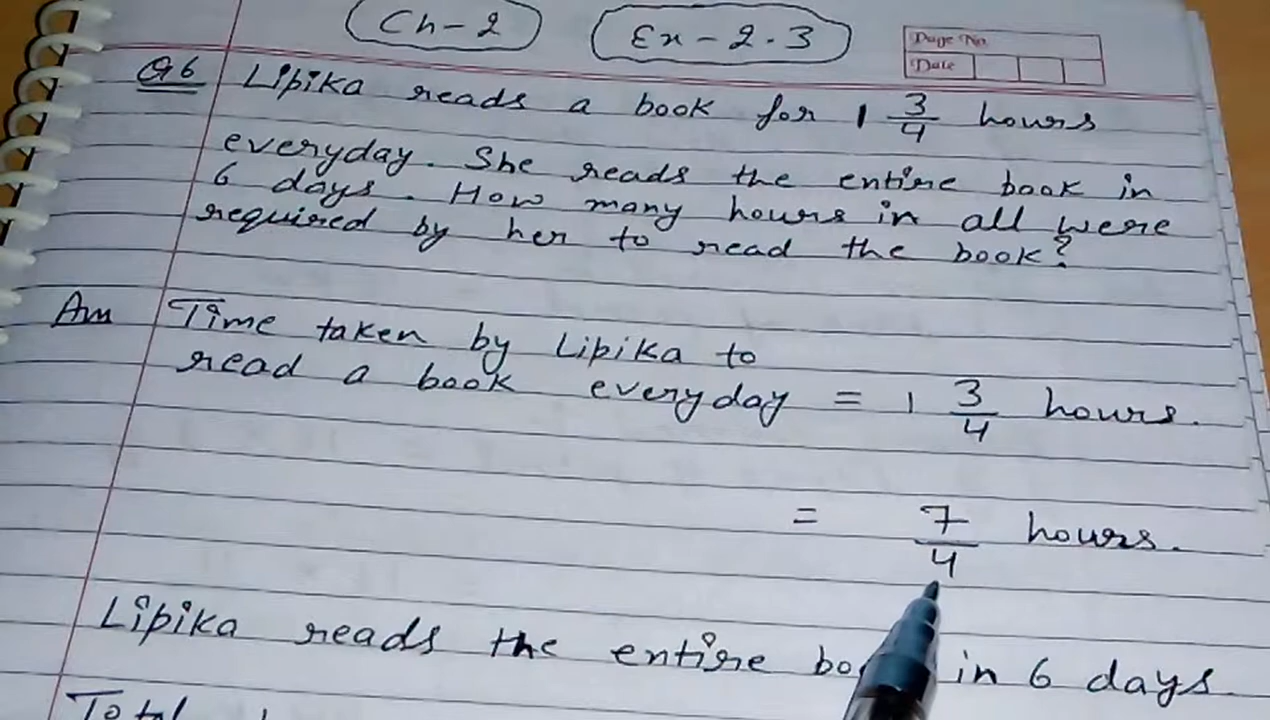 Ch-2 Ex-2.3
Page No.
Date
Q6 Lipika reads a book for 1 3/4 hours
everyday. She reads the entire book in
6 days. How many hours in all were
required by her to read the book?
Ans Time taken by Lipika to
read a book everyday = 1 3/4 hours.
= 7/4 hours.
Lipika reads the entire in 6 days.
Total